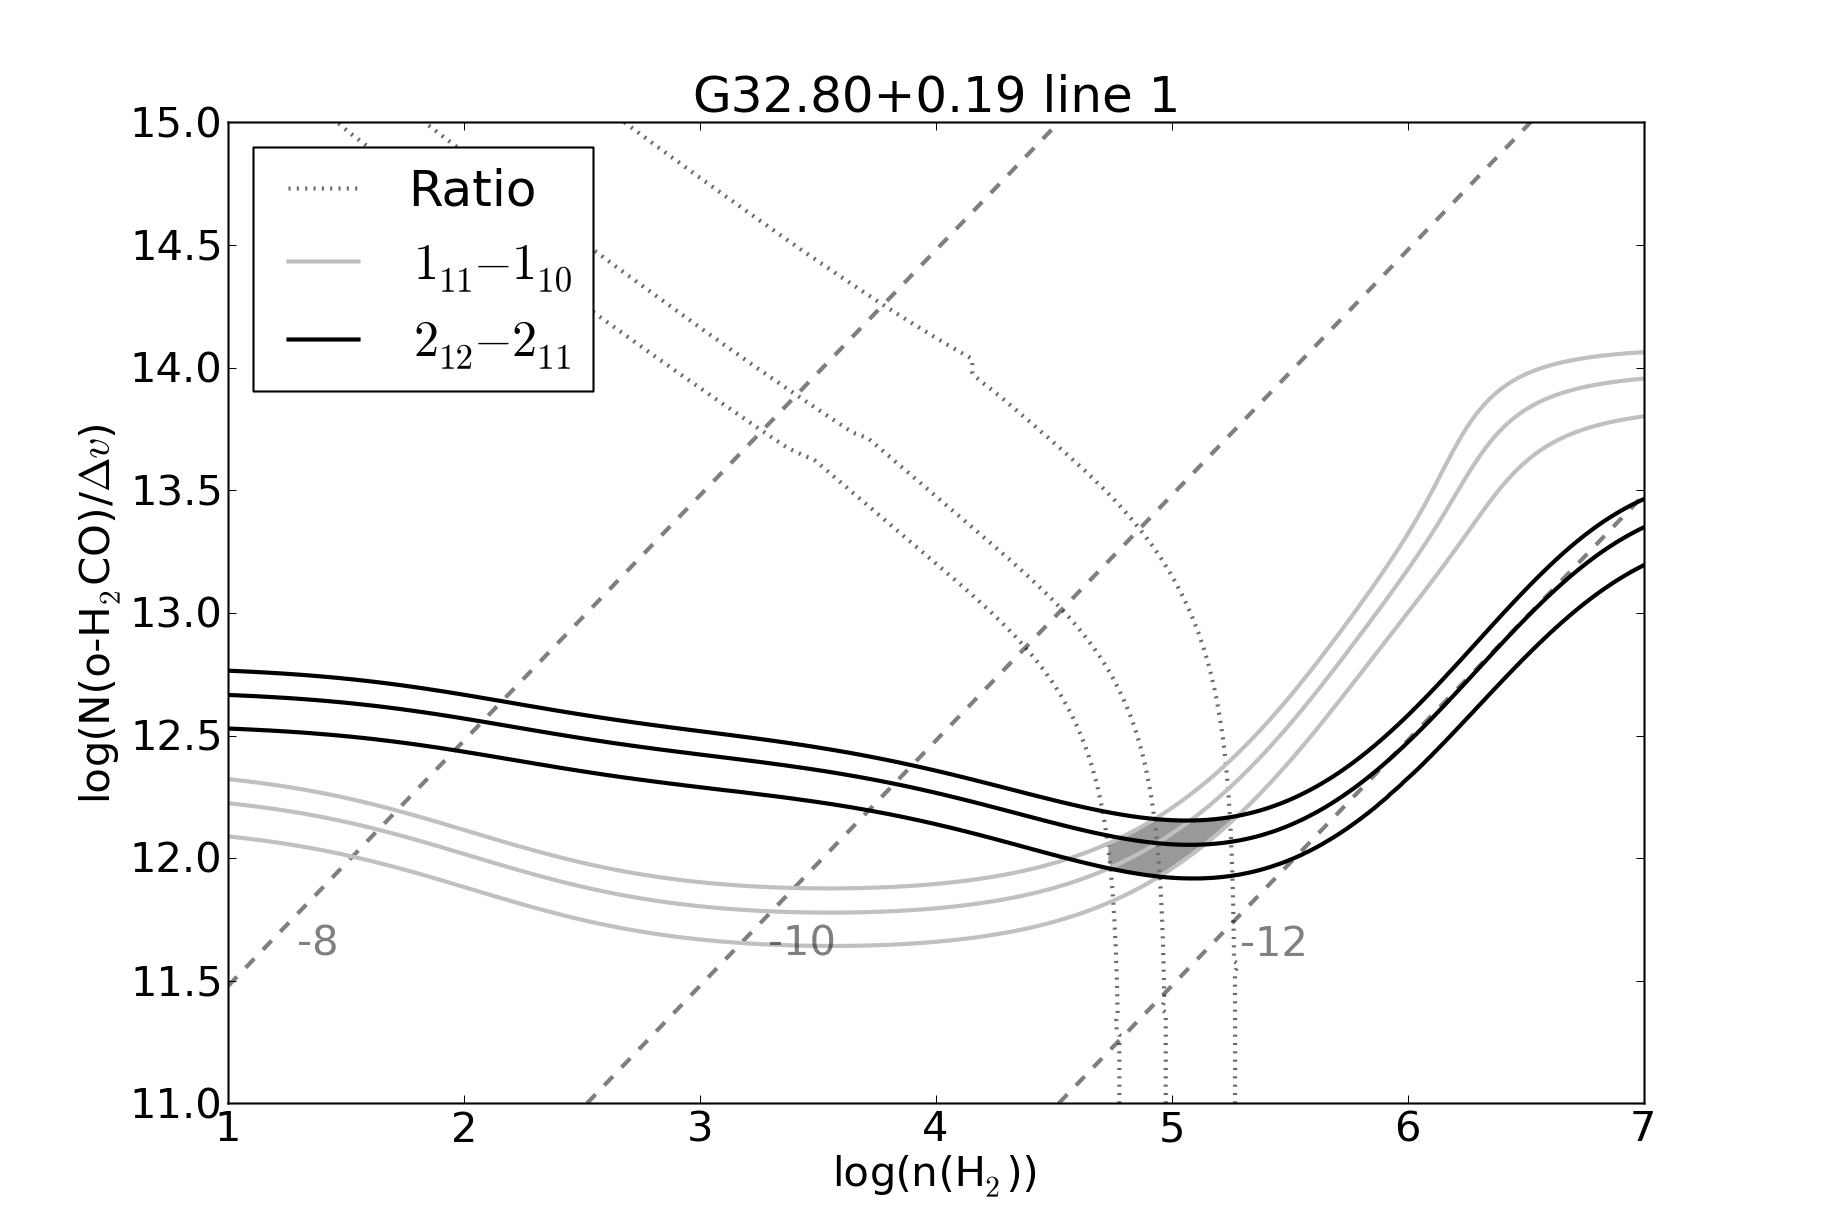 G32.80+0.19 line 1
15.0
14.5
14.0
13.5
13.0
12.5
12.0
11.5
11.0
log(N(o-H₂CO)/Δv)
Ratio
1₁₁−1₁₀
2₁₂−2₁₁
-8
-10
-12
1 2 3 4 5 6 7
log(n(H₂))